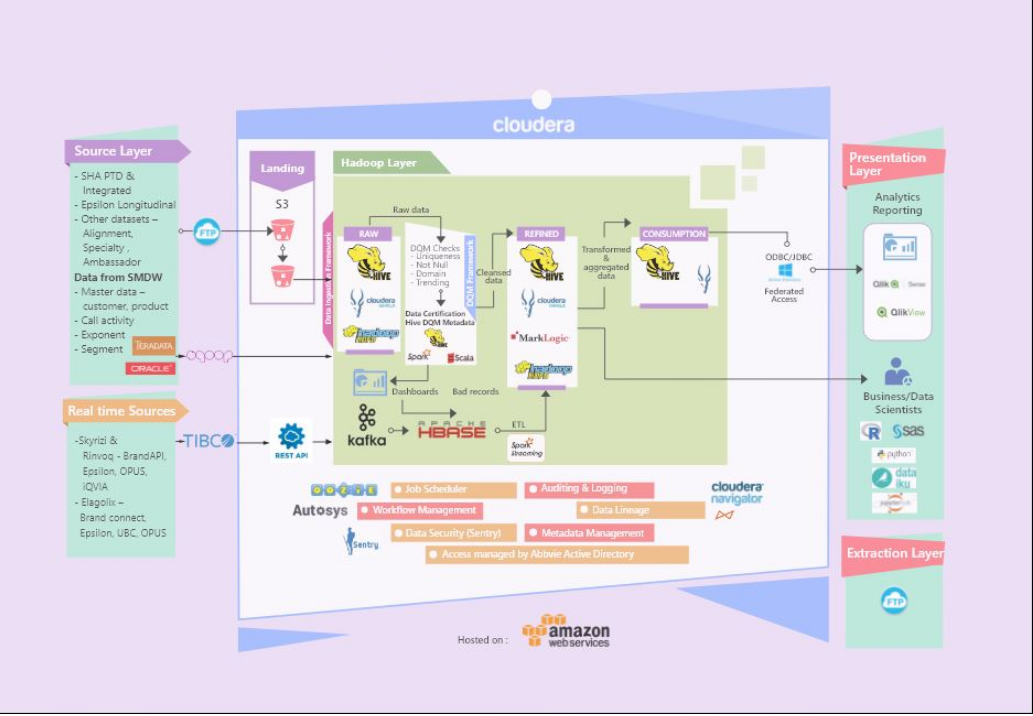 cloudera
Source Layer
- SHA PTD &
Integrated
- Epsilon Longitudinal
- Other datasets –
Alignment,
Specialty ,
Ambassador
Data from SMDW
- Master data –
customer, product
- Call activity
- Exponent
- Segment
TERADATA
ORACLE
FTP
sqoop
Real time Sources
-Skyrizi &
Rinvoq - BrandAPI,
Epsilon, OPUS,
iQVIA
- Elagolix –
Brand connect,
Epsilon, UBC, OPUS
TIBCO
REST API
Landing
S3
Hadoop Layer
Data Ingestion Framework
Raw data
RAW
HIVE
cloudera
hadoop
HDFS
DQM Checks
- Uniqueness
- Not Null
- Domain
- Trending
DQM Framework
Data Certification
Hive DQM Metadata
HIVE
Spark
Scala
Cleansed
data
REFINED
HIVE
cloudera
MarkLogic
hadoop
HDFS
Transformed
&
aggregated
data
CONSUMPTION
HIVE
Dashboards
Bad records
kafka
APACHE
HBASE
ETL
Spark
Streaming
ODBC/JDBC
Federated
Access
OOZIE
Job Scheduler
Auditing & Logging
Autosys
Workflow Management
Data Lineage
cloudera
navigator
Sentry
Data Security (Sentry)
Metadata Management
Access managed by Abbvie Active Directory
Hosted on :
amazon
webservices
Presentation
Layer
Analytics
Reporting
Qlik Sense
QlikView
Business/Data
Scientists
R
sas
python
data
iku
jupyterhub
Extraction Layer
FTP